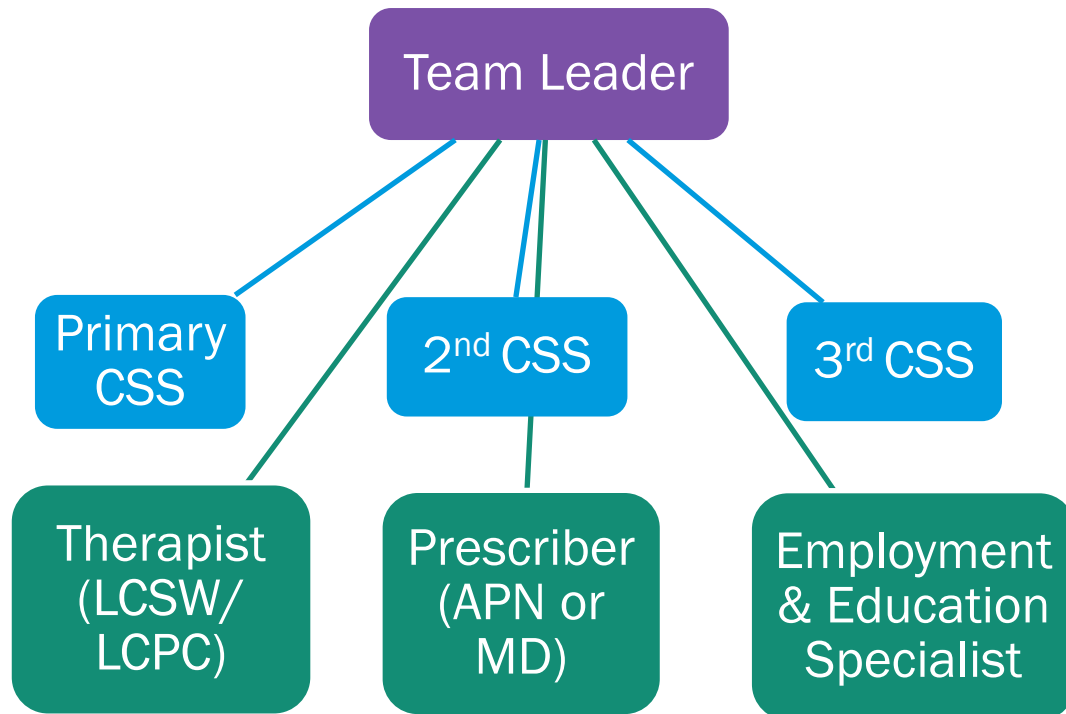 Team Leader
Primary
CSS
2nd CSS
3rd CSS
Therapist
(LCSW/
LCPC)
Prescriber
(APN or
MD)
Employment
& Education
Specialist